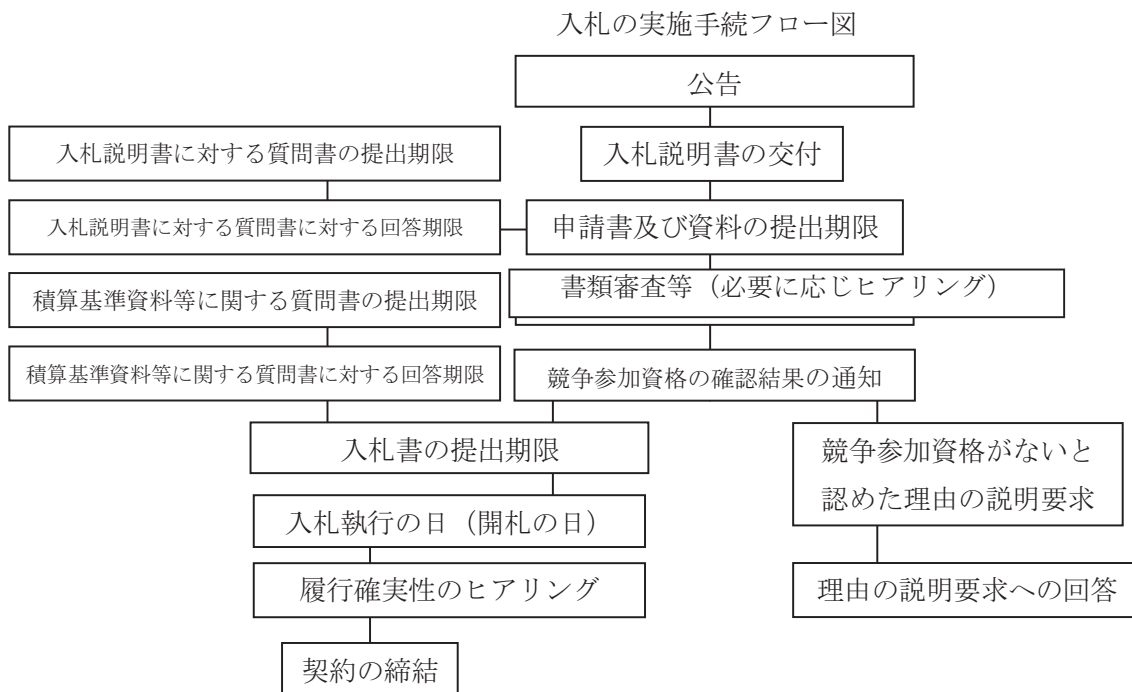 入札の実施手続フロー図
公告
入札説明書に対する質問書の提出期限
入札説明書の交付
入札説明書に対する質問書に対する回答期限
申請書及び資料の提出期限
積算基準資料等に関する質問書の提出期限
書類審査等（必要に応じヒアリング）
積算基準資料等に関する質問書に対する回答期限
競争参加資格の確認結果の通知
入札書の提出期限
競争参加資格がないと
認めた理由の説明要求
入札執行の日（開札の日）
履行確実性のヒアリング
理由の説明要求への回答
契約の締結